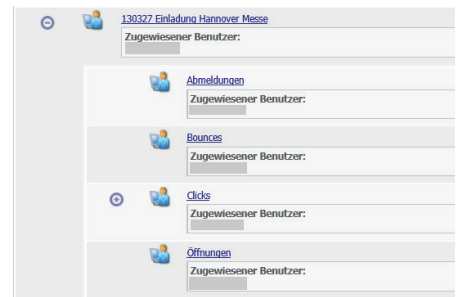 130327 Einladung Hannover Messe
Zugewiesener Benutzer:
Abmeldungen
Zugewiesener Benutzer:
Bounces
Zugewiesener Benutzer:
Clicks
Zugewiesener Benutzer:
Öffnungen
Zugewiesener Benutzer: